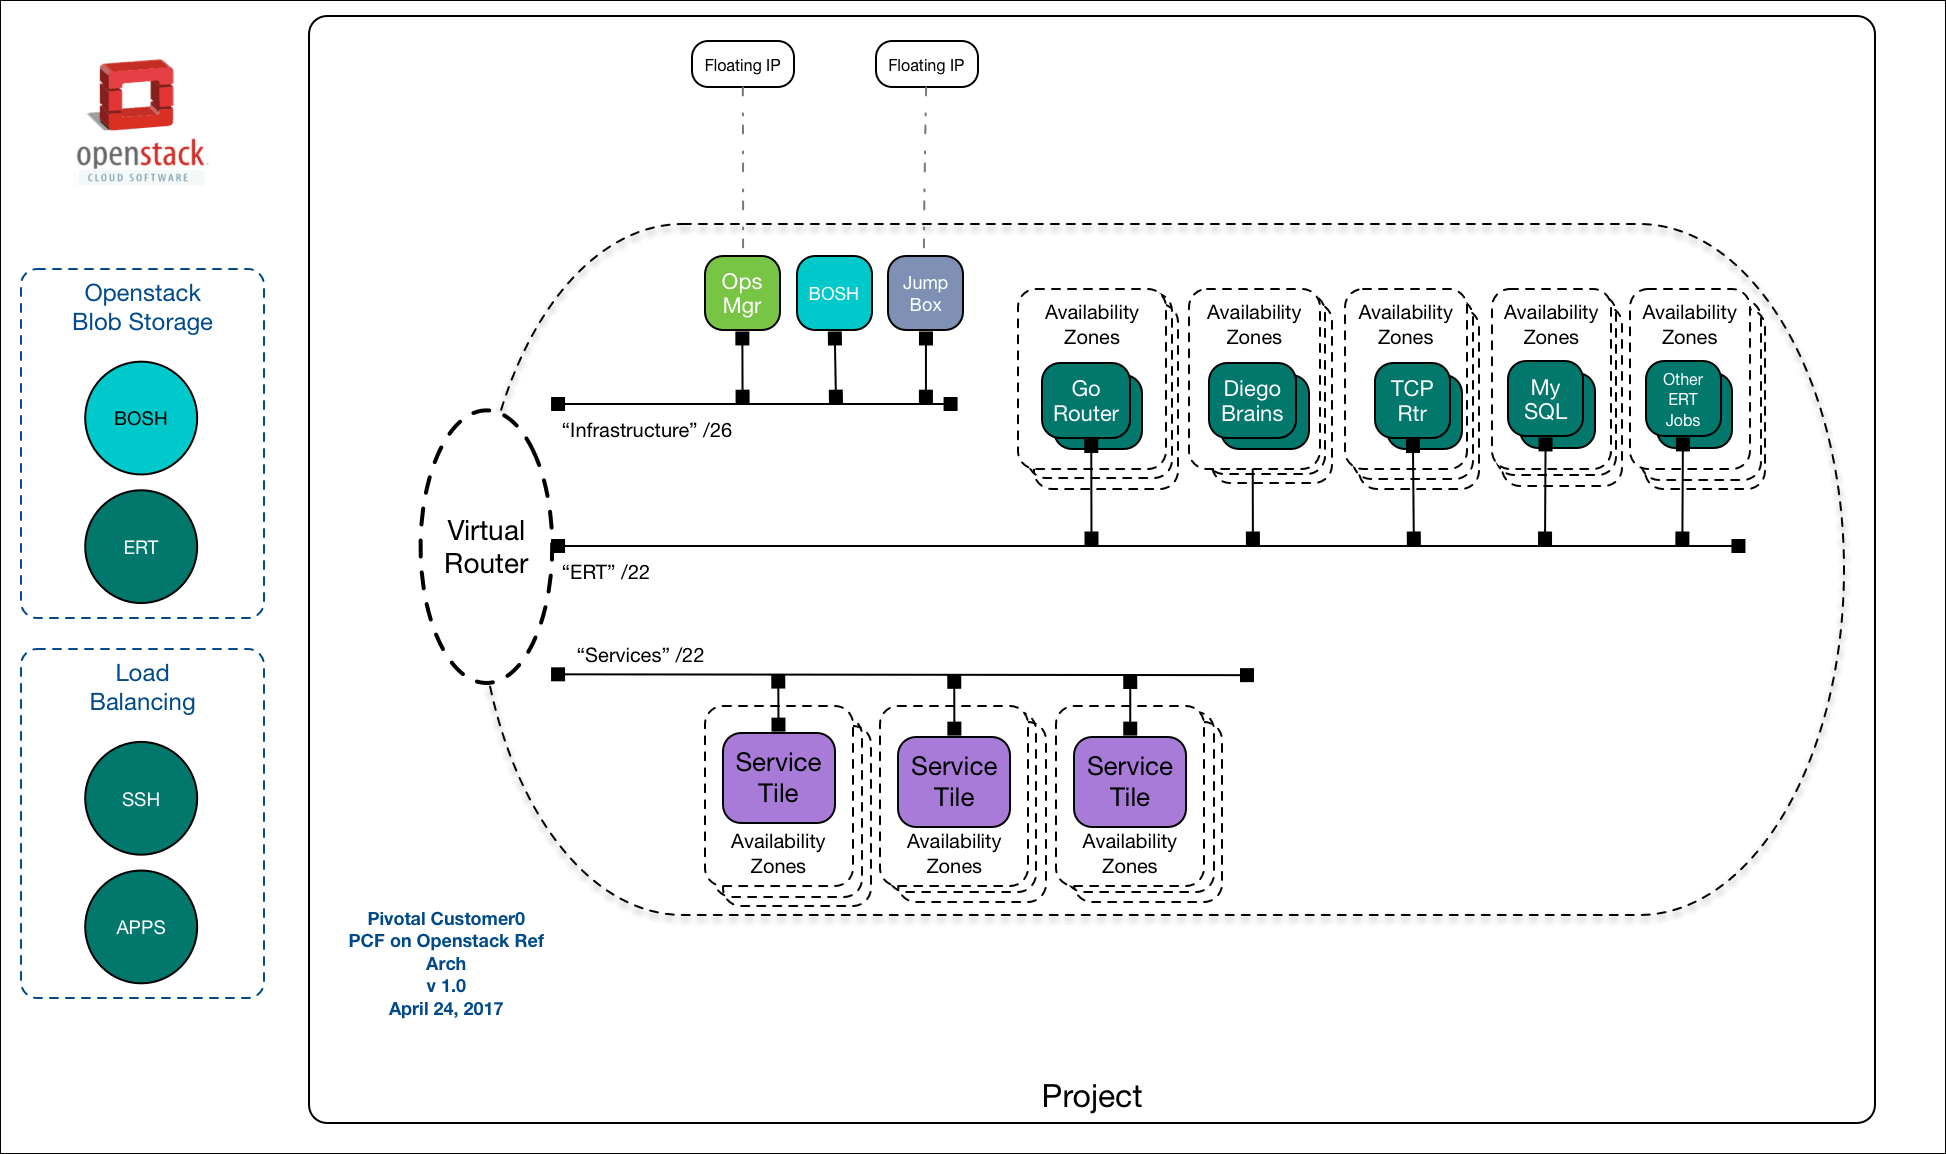 openstack
CLOUD SOFTWARE
Openstack
Blob Storage
BOSH
ERT
Load
Balancing
SSH
APPS
Floating IP
Floating IP
Ops
Mgr
BOSH
Jump
Box
“Infrastructure” /26
Availability
Zones
Go
Router
Availability
Zones
Diego
Brains
Availability
Zones
TCP
Rtr
Availability
Zones
My
SQL
Availability
Zones
Other
ERT
Jobs
Virtual
Router
“ERT” /22
“Services” /22
Service
Tile
Availability
Zones
Service
Tile
Availability
Zones
Service
Tile
Availability
Zones
Pivotal Customer0
PCF on Openstack Ref
Arch
v 1.0
April 24, 2017
Project